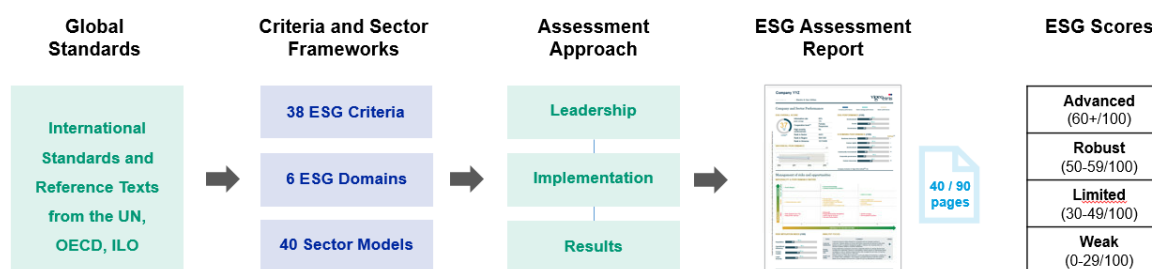 Global
Standards
Criteria and Sector
Frameworks
Assessment
Approach
ESG Assessment
Report
ESG Scores
International
Standards and
Reference Texts
from the UN,
OECD, ILO
38 ESG Criteria
6 ESG Domains
40 Sector Models
Leadership
Implementation
Results
Company XYZ
40 / 90
pages
Advanced
(60+/100)
Robust
(50-59/100)
Limited
(30-49/100)
Weak
(0-29/100)